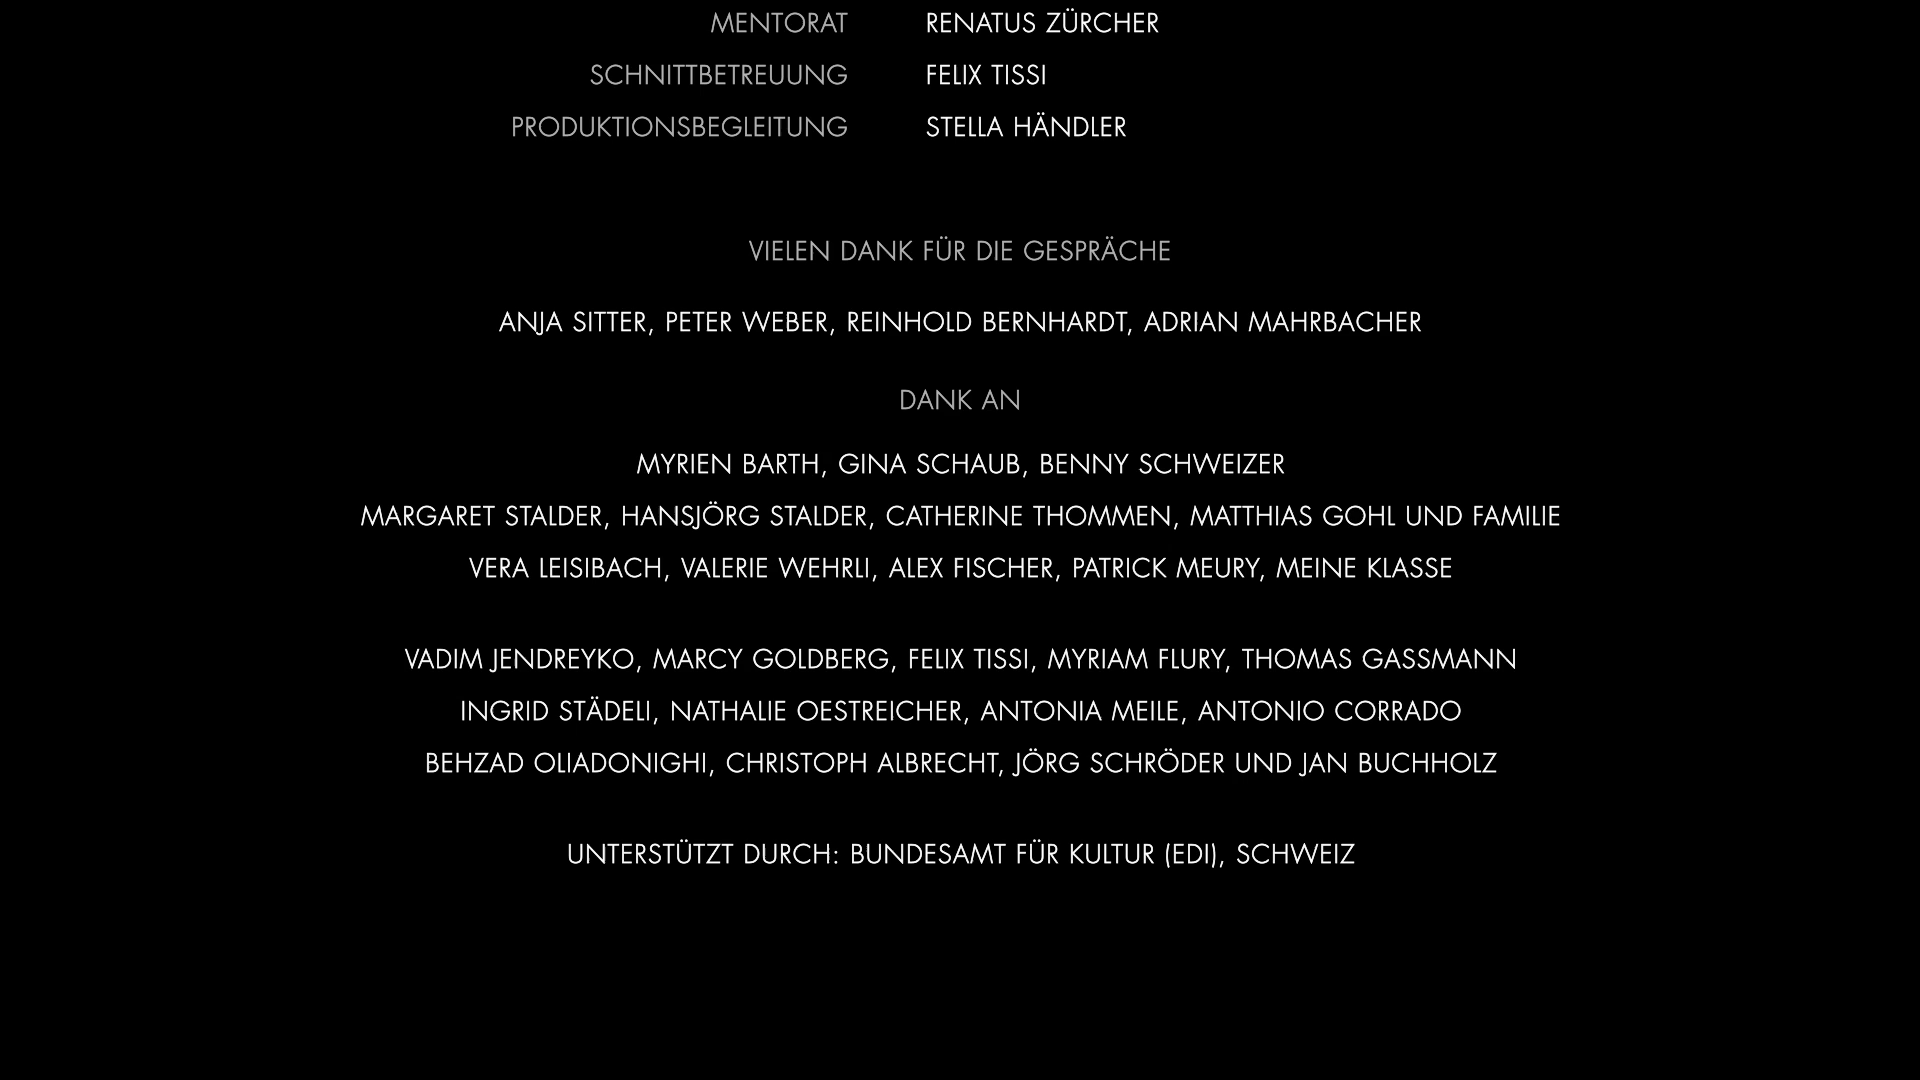 MENTORAT RENATUS ZÜRCHER
SCHNITTBETREUUNG FELIX TISSI
PRODUKTIONSBEGLEITUNG STELLA HÄNDLER
VIELEN DANK FÜR DIE GESPRÄCHE
ANJA SITTER, PETER WEBER, REINHOLD BERNHARDT, ADRIAN MAHRBACHER
DANK AN
MYRIEN BARTH, GINA SCHAUB, BENNY SCHWEIZER
MARGARET STALDER, HANSJÖRG STALDER, CATHERINE THOMMEN, MATTHIAS GOHL UND FAMILIE
VERA LEISIBACH, VALERIE WEHRLI, ALEX FISCHER, PATRICK MEURY, MEINE KLASSE
VADIM JENDREYKO, MARCY GOLDBERG, FELIX TISSI, MYRIAM FLURY, THOMAS GASSMANN
INGRID STÄDELI, NATHALIE OESTREICHER, ANTONIA MEILE, ANTONIO CORRADO
BEHZAD OLIADONIGHI, CHRISTOPH ALBRECHT, JÖRG SCHRÖDER UND JAN BUCHHOLZ
UNTERSTÜTZT DURCH: BUNDESAMT FÜR KULTUR (EDI), SCHWEIZ